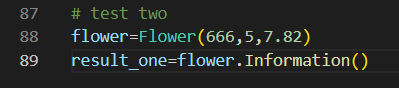 87 # test two
88 flower=Flower(666,5,7.82)
89 result_one=flower.Information()